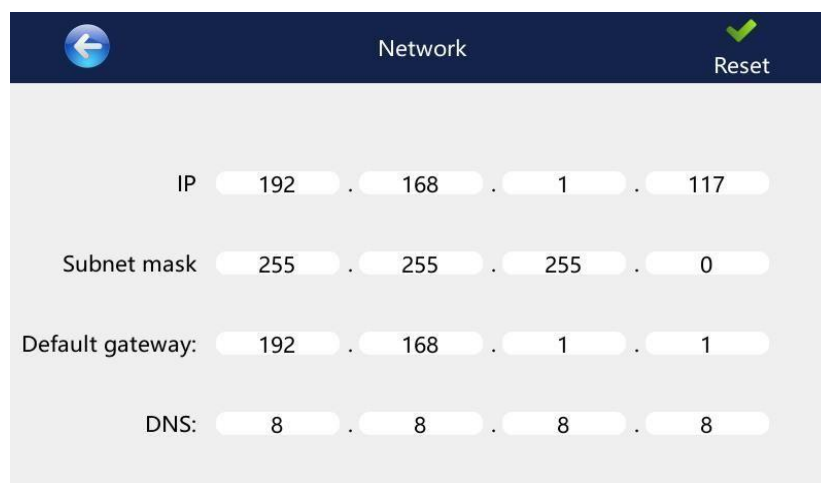 Network
Reset
IP 192 . 168 . 1 . 117
Subnet mask 255 . 255 . 255 . 0
Default gateway: 192 . 168 . 1 . 1
DNS: 8 . 8 . 8 . 8